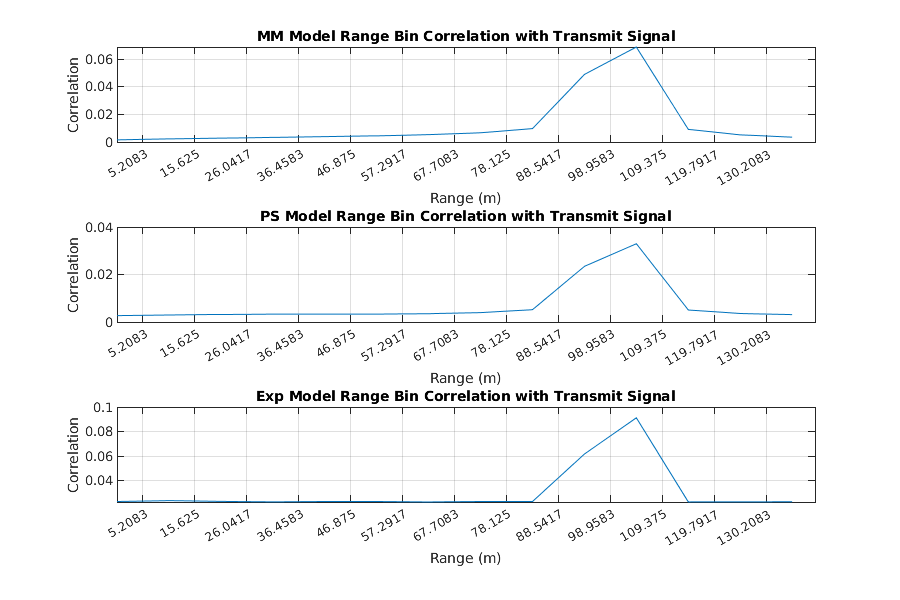 MM Model Range Bin Correlation with Transmit Signal
0.06
0.04
0.02
0
Correlation
5.2083 15.625 26.0417 36.4583 46.875 57.2917 67.7083 78.125 88.5417 98.9583 109.375 119.7917 130.2083
Range (m)
PS Model Range Bin Correlation with Transmit Signal
0.04
0.02
0
Correlation
5.2083 15.625 26.0417 36.4583 46.875 57.2917 67.7083 78.125 88.5417 98.9583 109.375 119.7917 130.2083
Range (m)
Exp Model Range Bin Correlation with Transmit Signal
0.1
0.08
0.06
0.04
Correlation
5.2083 15.625 26.0417 36.4583 46.875 57.2917 67.7083 78.125 88.5417 98.9583 109.375 119.7917 130.2083
Range (m)